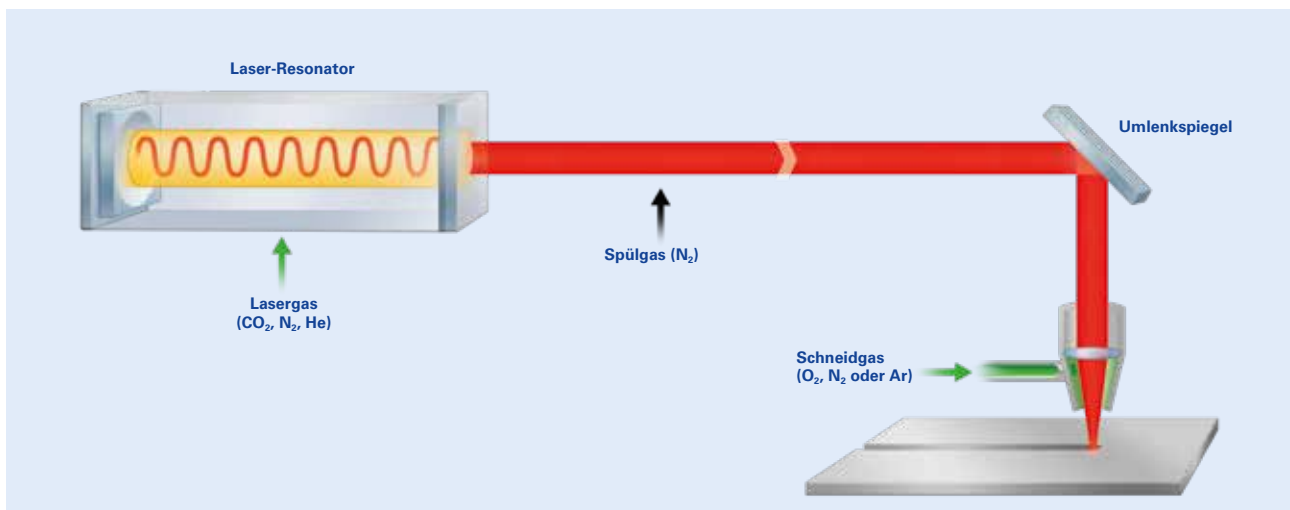 Laser-Resonator
Umlenkspiegel
Spülgas (N₂)
Lasergas
(CO₂, N₂, He)
Schneidgas
(O₂, N₂ oder Ar)